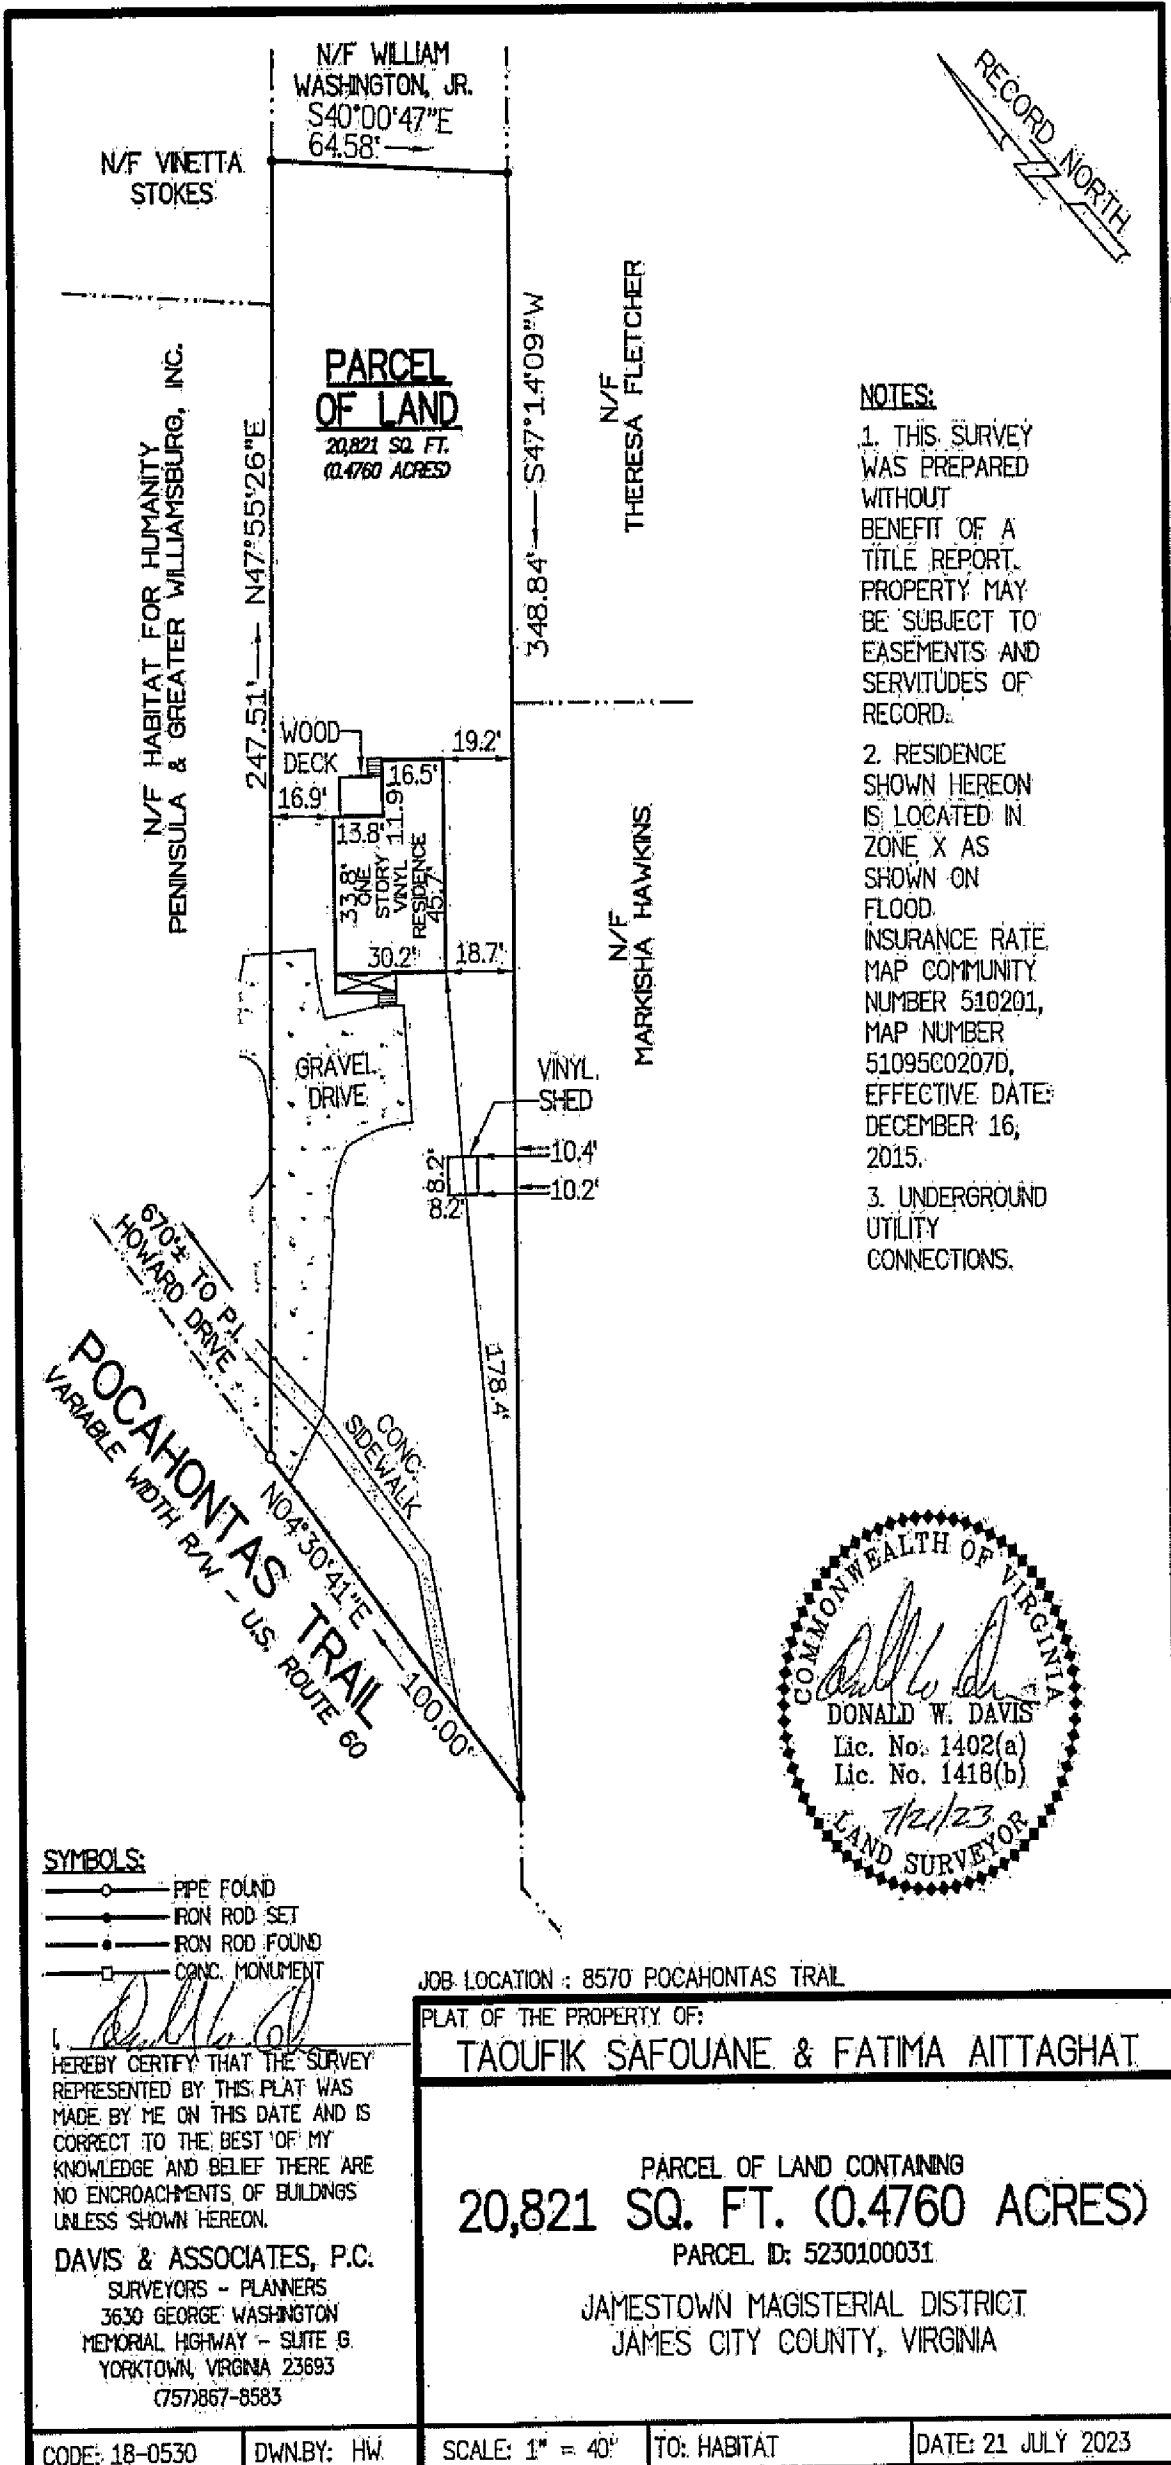 N/F WILLIAM
WASHINGTON, JR.
S40°00'47"E
64.58'
N/F VINETTA
STOKES
RECORD NORTH
PARCEL
OF LAND
20,821 SQ. FT.
(0.4760 ACRES)
N/F HABITAT FOR HUMANITY
PENINSULA & GREATER WILLIAMSBURG, INC.
247.51' N47°55'26"E
348.84' S47°14'09"W
N/F
THERESA FLETCHER
N/F
MARKISHA HAWKINS
WOOD
DECK
19.2'
16.5'
16.9'
11.9'
13.8'
33.8'
ONE
STORY
VINYL
RESIDENCE
45.7'
30.2'
18.7'
GRAVEL
DRIVE
VINYL
SHED
10.4'
8.2'
8.2'
10.2'
178.4'
670'± TO P.I.
HOWARD DRIVE
CONC.
SIDEWALK
POCAHONTAS TRAIL
VARIABLE WIDTH R/W - U.S. ROUTE 60
N04°30'41"E 100.00'
NOTES:
1. THIS SURVEY
WAS PREPARED
WITHOUT
BENEFIT OF A
TITLE REPORT.
PROPERTY MAY
BE SUBJECT TO
EASEMENTS AND
SERVITUDES OF
RECORD.
2. RESIDENCE
SHOWN HEREON
IS LOCATED IN
ZONE X AS
SHOWN ON
FLOOD
INSURANCE RATE
MAP COMMUNITY
NUMBER 510201,
MAP NUMBER
51095C0207D,
EFFECTIVE DATE:
DECEMBER 16,
2015.
3. UNDERGROUND
UTILITY
CONNECTIONS.
COMMONWEALTH OF VIRGINIA
DONALD W. DAVIS
Lic. No. 1402(a)
Lic. No. 1418(b)
7/21/23
LAND SURVEYOR
SYMBOLS:
PIPE FOUND
IRON ROD SET
IRON ROD FOUND
CONC. MONUMENT
I,
HEREBY CERTIFY THAT THE SURVEY
REPRESENTED BY THIS PLAT WAS
MADE BY ME ON THIS DATE AND IS
CORRECT TO THE BEST OF MY
KNOWLEDGE AND BELIEF THERE ARE
NO ENCROACHMENTS OF BUILDINGS
UNLESS SHOWN HEREON.
DAVIS & ASSOCIATES, P.C.
SURVEYORS - PLANNERS
3630 GEORGE WASHINGTON
MEMORIAL HIGHWAY - SUITE G
YORKTOWN, VIRGINIA 23693
(757)867-8583
JOB LOCATION : 8570 POCAHONTAS TRAIL
PLAT OF THE PROPERTY OF:
TAOUFIK SAFOUANE & FATIMA AITTAGHAT
PARCEL OF LAND CONTAINING
20,821 SQ. FT. (0.4760 ACRES)
PARCEL ID: 5230100031
JAMESTOWN MAGISTERIAL DISTRICT
JAMES CITY COUNTY, VIRGINIA
CODE: 18-0530
DWN.BY: HW
SCALE: 1" = 40'
TO: HABITAT
DATE: 21 JULY 2023